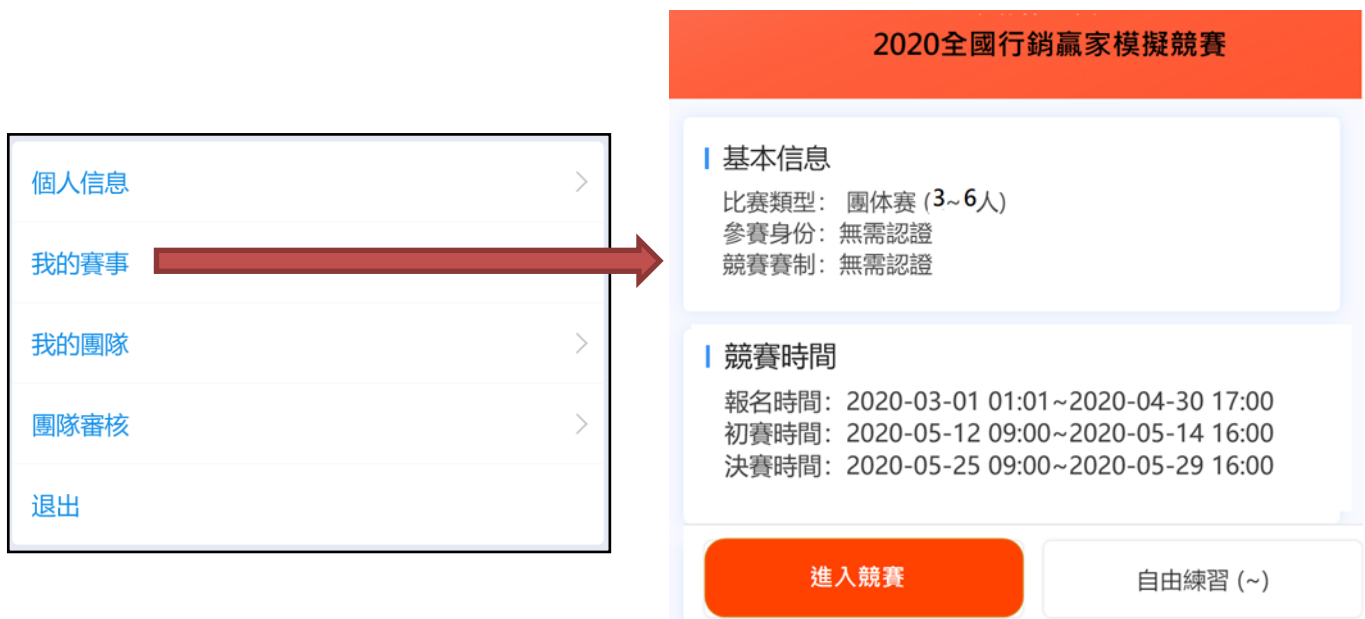 個人信息
我的賽事
我的團隊
團隊審核
退出
2020全國行銷贏家模擬競賽
基本信息
比赛類型： 團体赛 (3~6人)
參賽身份：無需認證
競賽賽制：無需認證
競賽時間
報名時間：2020-03-01 01:01~2020-04-30 17:00
初賽時間：2020-05-12 09:00~2020-05-14 16:00
決賽時間：2020-05-25 09:00~2020-05-29 16:00
進入競賽
自由練習 (~)